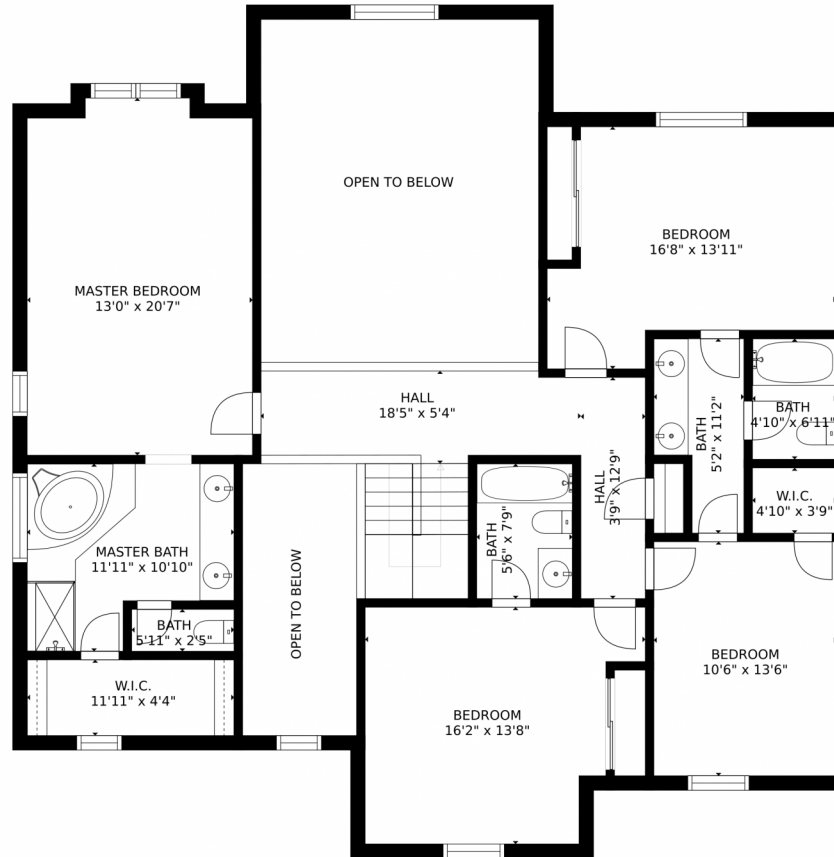 OPEN TO BELOW
BEDROOM
16'8" x 13'11"
MASTER BEDROOM
13'0" x 20'7"
HALL
18'5" x 5'4"
BATH
4'10" x 6'11"
BATH
5'2" x 11'2"
HALL
3'9" x 12'9"
W.I.C.
4'10" x 3'9"
BATH
5'6" x 7'9"
MASTER BATH
11'11" x 10'10"
OPEN TO BELOW
BATH
5'11" x 2'5"
BEDROOM
10'6" x 13'6"
W.I.C.
11'11" x 4'4"
BEDROOM
16'2" x 13'8"